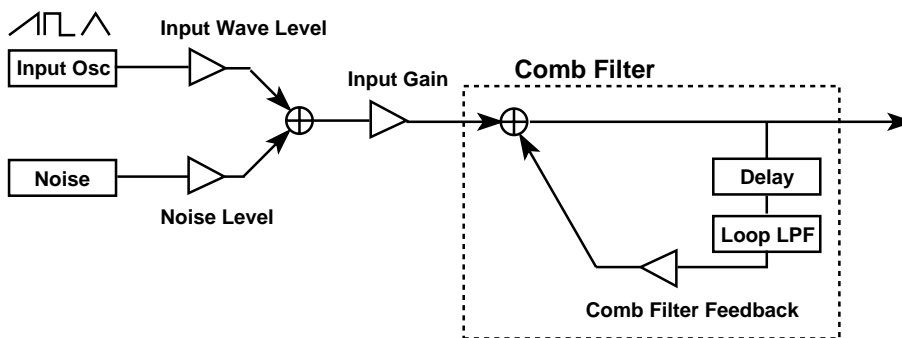 Input Wave Level
Input Osc
Input Gain
Comb Filter
Noise
Noise Level
Delay
Loop LPF
Comb Filter Feedback